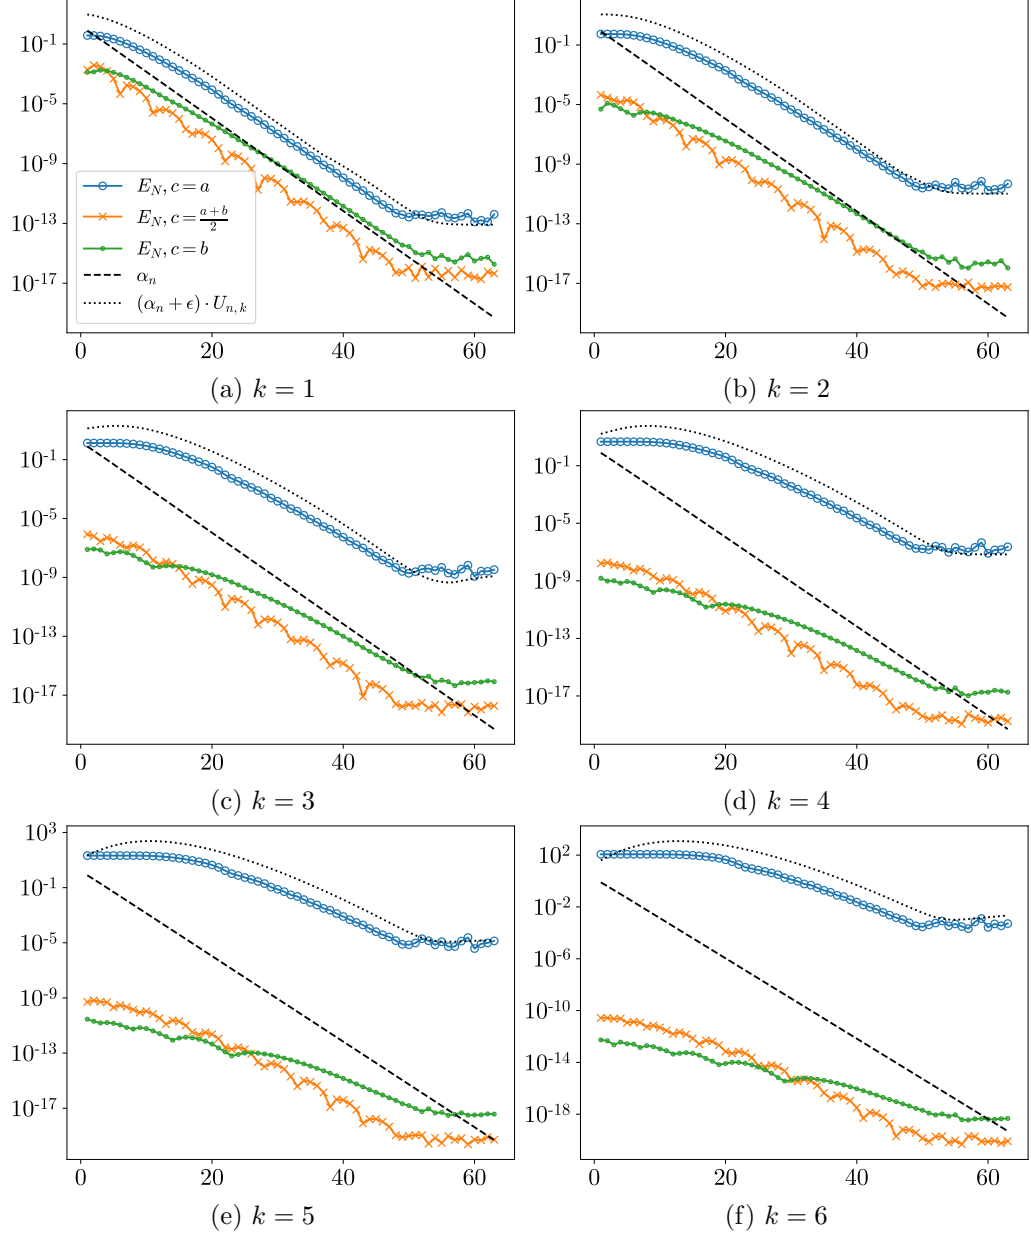 10⁻¹
10⁻⁵
10⁻⁹
10⁻¹³
10⁻¹⁷
E_N, c = a
E_N, c = \frac{a+b}{2}
E_N, c = b
α_n
(α_n + ϵ) · U_{n,k}
0 20 40 60
(a) k = 1
10⁻¹
10⁻⁵
10⁻⁹
10⁻¹³
10⁻¹⁷
0 20 40 60
(b) k = 2
10⁻¹
10⁻⁵
10⁻⁹
10⁻¹³
10⁻¹⁷
0 20 40 60
(c) k = 3
10⁻¹
10⁻⁵
10⁻⁹
10⁻¹³
10⁻¹⁷
0 20 40 60
(d) k = 4
10³
10⁻¹
10⁻⁵
10⁻⁹
10⁻¹³
10⁻¹⁷
0 20 40 60
(e) k = 5
10²
10⁻²
10⁻⁶
10⁻¹⁰
10⁻¹⁴
10⁻¹⁸
0 20 40 60
(f) k = 6